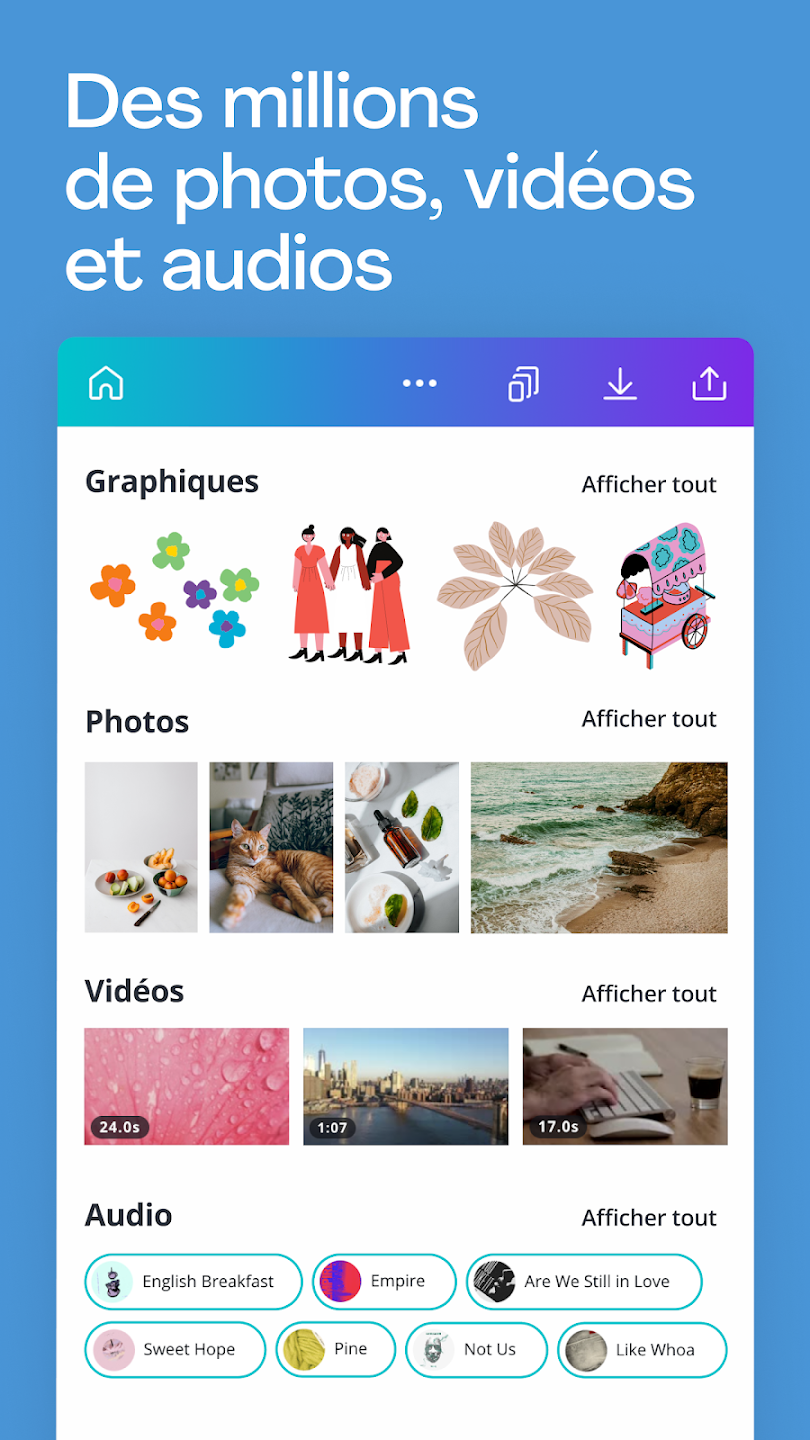 Des millions
de photos, vidéos
et audios
Graphiques
Afficher tout
Photos
Afficher tout
Vidéos
Afficher tout
24.0s
1:07
17.0s
Audio
Afficher tout
English Breakfast
Empire
Are We Still in Love
Sweet Hope
Pine
Not Us
Like Whoa